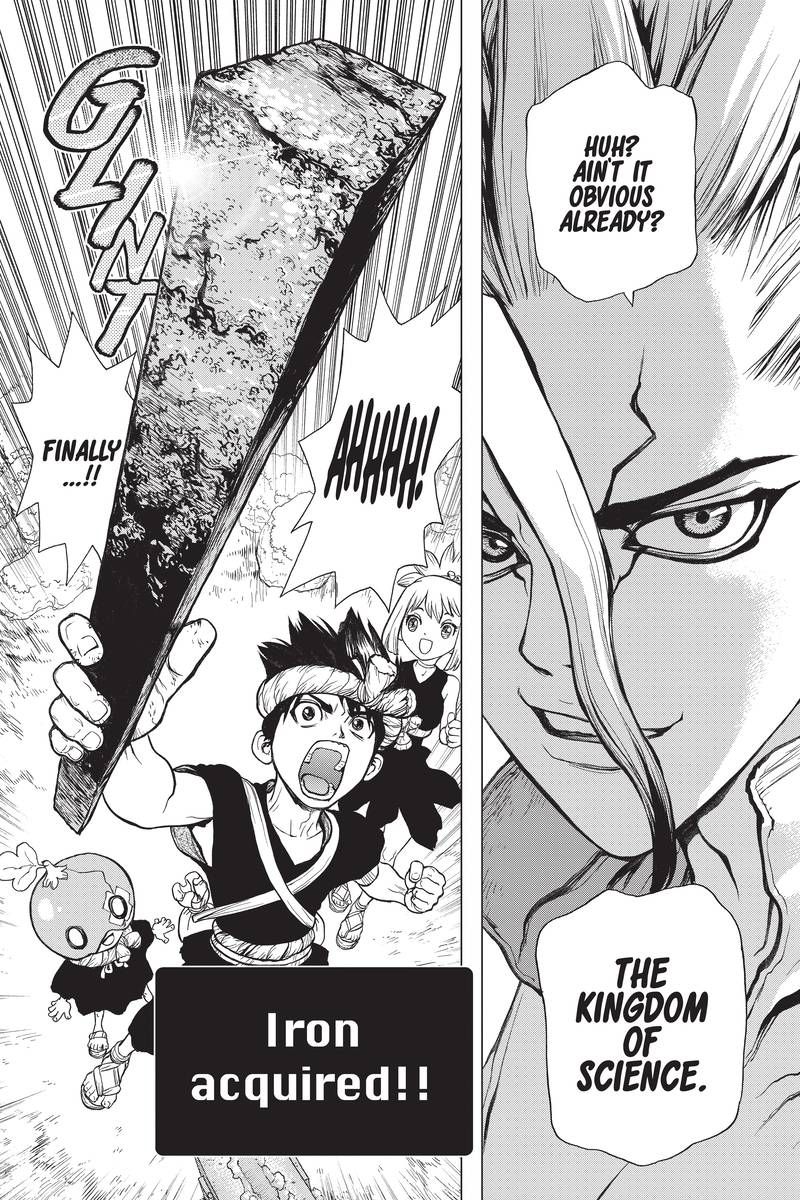 HUH?
AIN'T IT
OBVIOUS
ALREADY?
THE
KINGDOM
OF
SCIENCE.
GLINT
AHHHH!
FINALLY
...!!
Iron
acquired!!